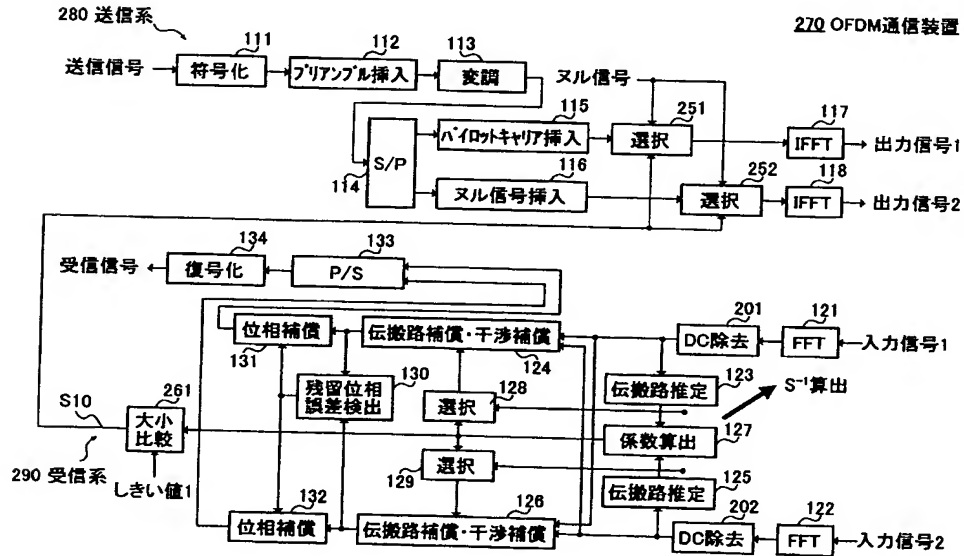 280 送信系
270 OFDM通信装置
111
112
113
送信信号
符号化
プリアンブル挿入
変調
ヌル信号
115
251
117
パイロットキャリア挿入
選択
IFFT
出力信号1
S/P
114
116
252
118
ヌル信号挿入
選択
IFFT
出力信号2
134
133
受信信号
復号化
P/S
201
121
位相補償
伝搬路補償・干渉補償
DC除去
FFT
入力信号1
131
124
130
128
123
残留位相
誤差検出
選択
伝搬路推定
S⁻¹算出
S10
261
大小
比較
係数算出
127
290 受信系
選択
129
125
しきい値1
伝搬路推定
132
126
202
122
位相補償
伝搬路補償・干渉補償
DC除去
FFT
入力信号2